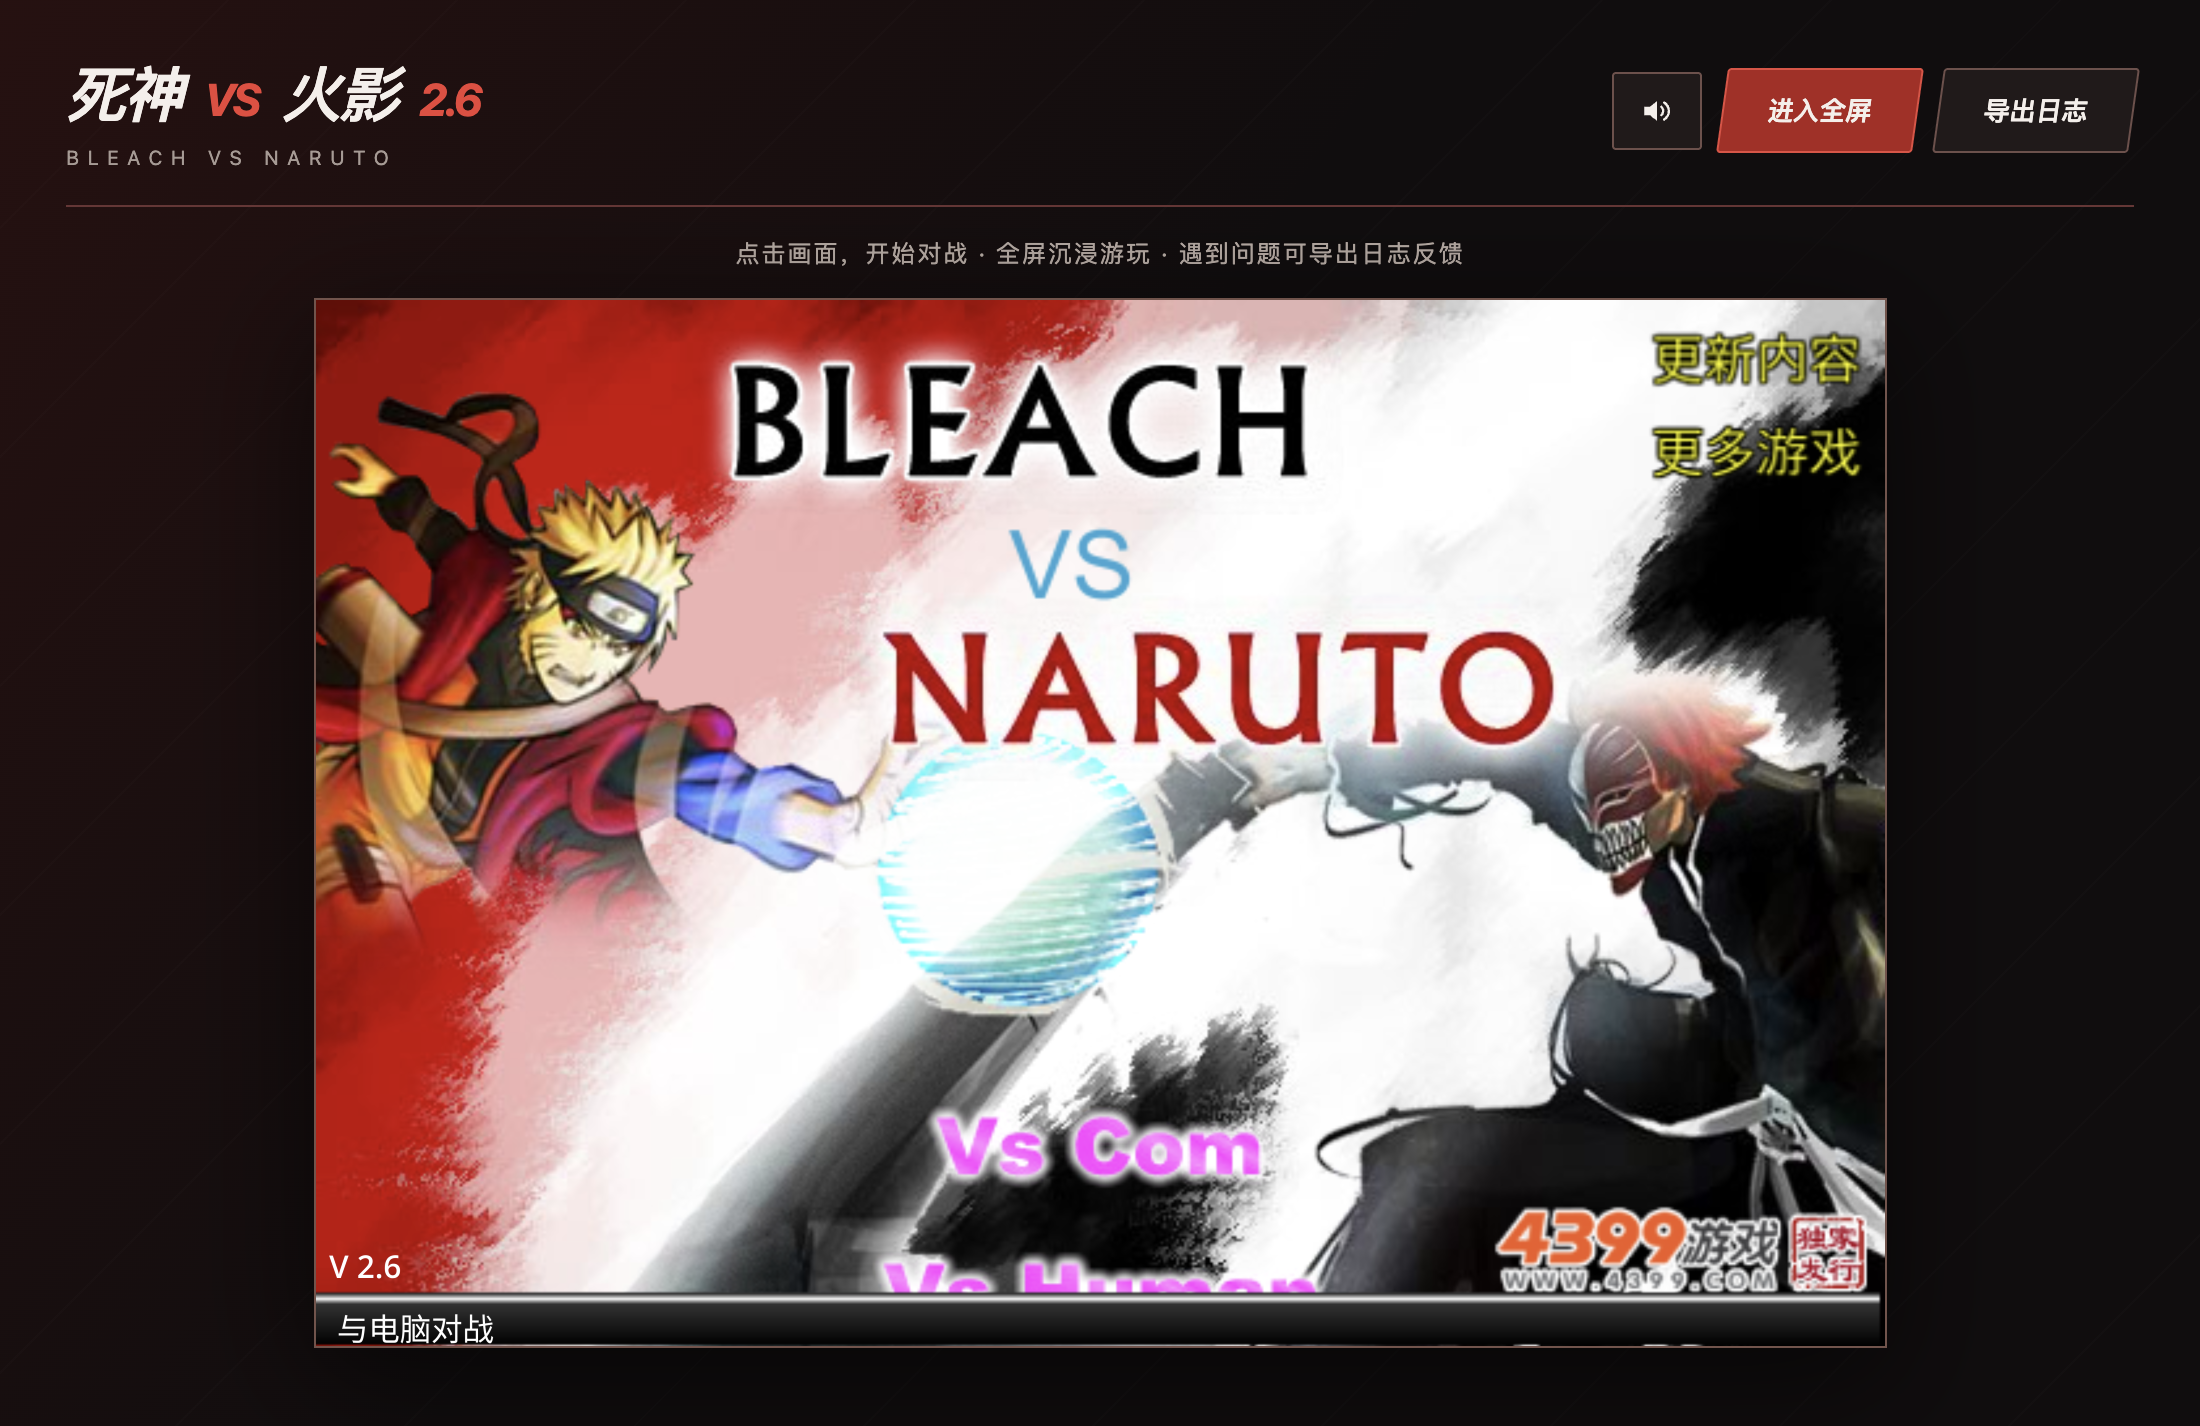 死神 VS 火影 2.6
BLEACH VS NARUTO
进入全屏
导出日志
点击画面，开始对战 · 全屏沉浸游玩 · 遇到问题可导出日志反馈
更新内容
更多游戏
BLEACH
VS
NARUTO
Vs Com
Vs Human
V 2.6
4399游戏
WWW.4399.COM
独家发行
与电脑对战